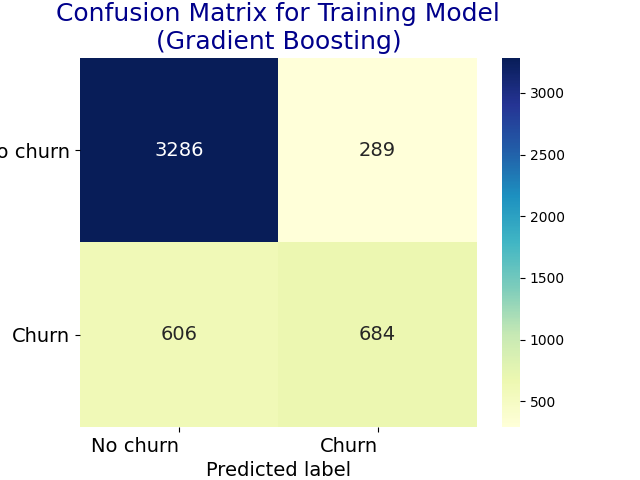 Confusion Matrix for Training Model
(Gradient Boosting)
o churn
3286
289
Churn
606
684
No churn
Churn
Predicted label
3000
2500
2000
1500
1000
500